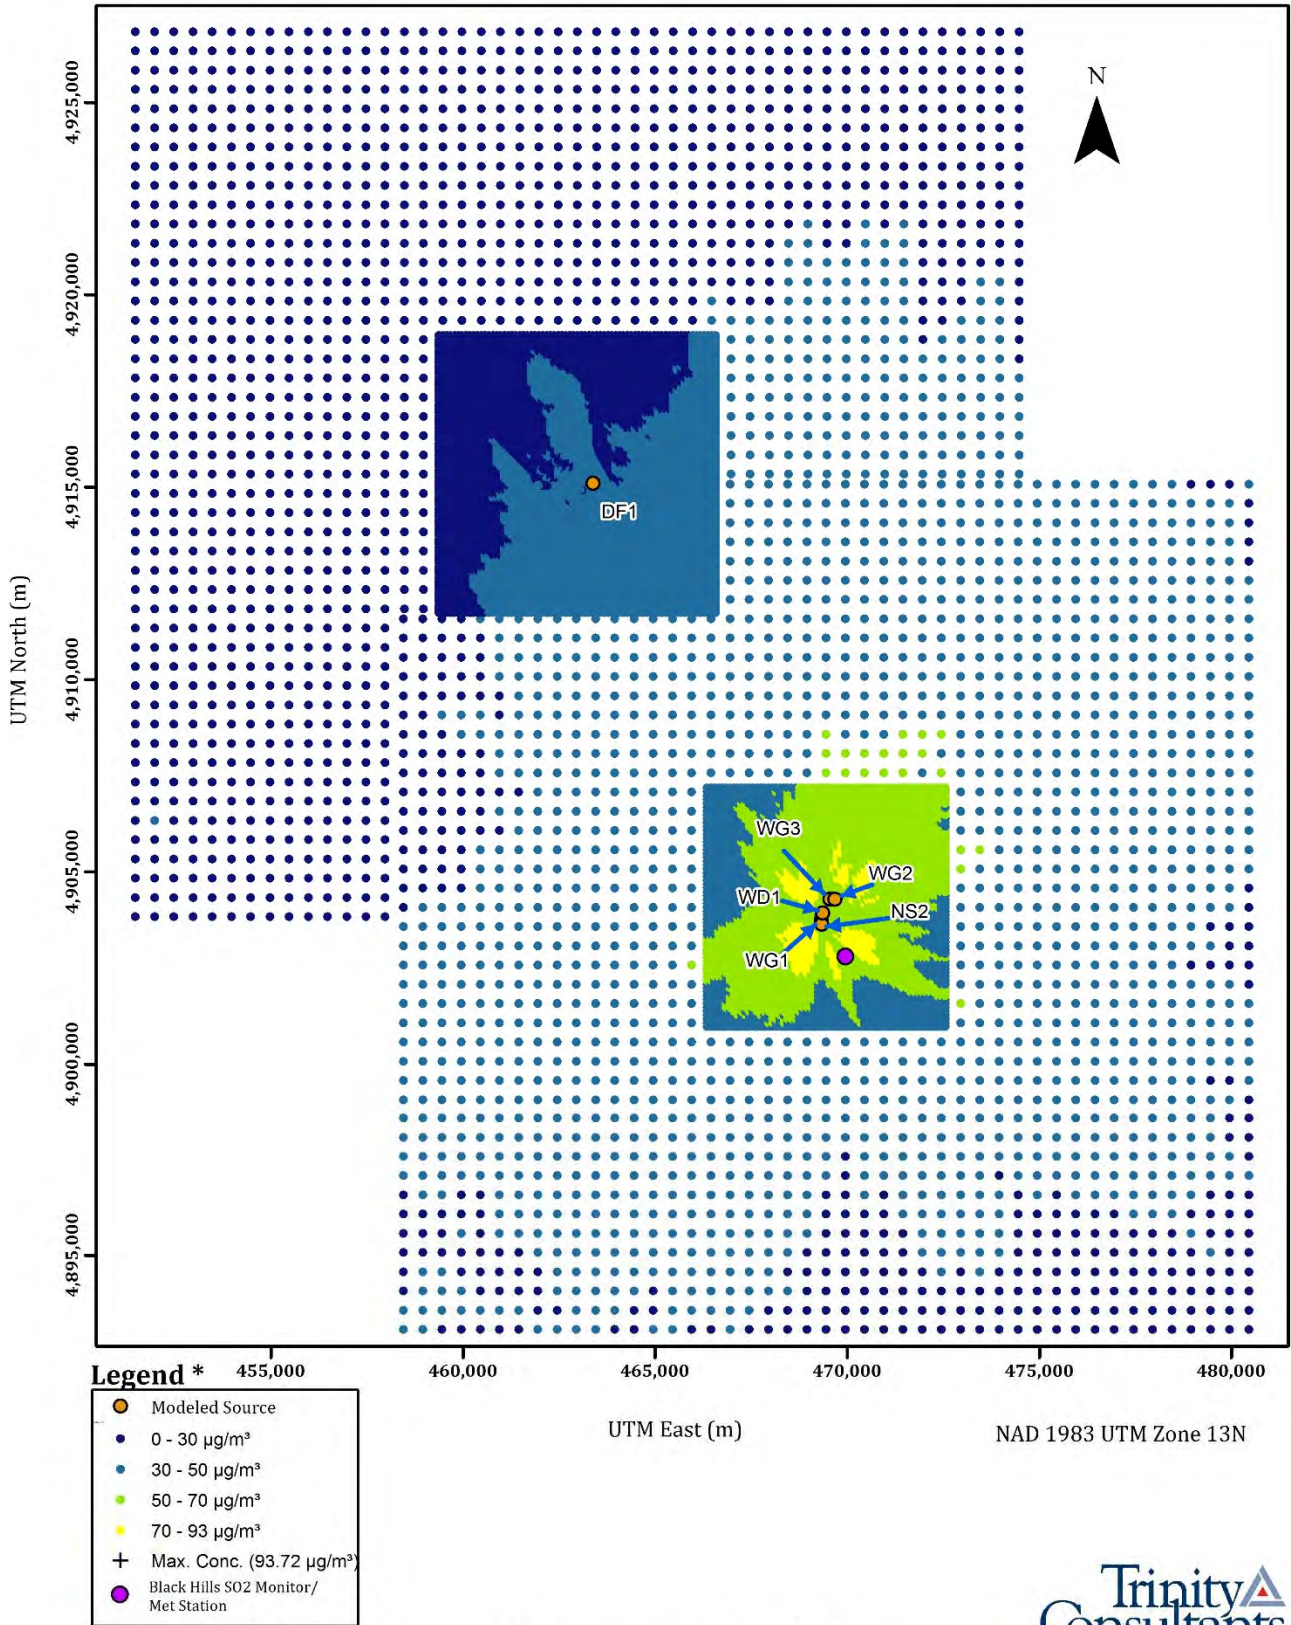 N
4,925,000
4,920,000
4,915,000
4,910,000
4,905,000
4,900,000
4,895,000
UTM North (m)
DF1
WG3
WG2
WD1
NS2
WG1
455,000
460,000
465,000
470,000
475,000
480,000
UTM East (m)
NAD 1983 UTM Zone 13N
Legend *
Modeled Source
0 - 30 µg/m³
30 - 50 µg/m³
50 - 70 µg/m³
70 - 93 µg/m³
Max. Conc. (93.72 µg/m³)
Black Hills SO2 Monitor/
Met Station
Trinity
Consultants